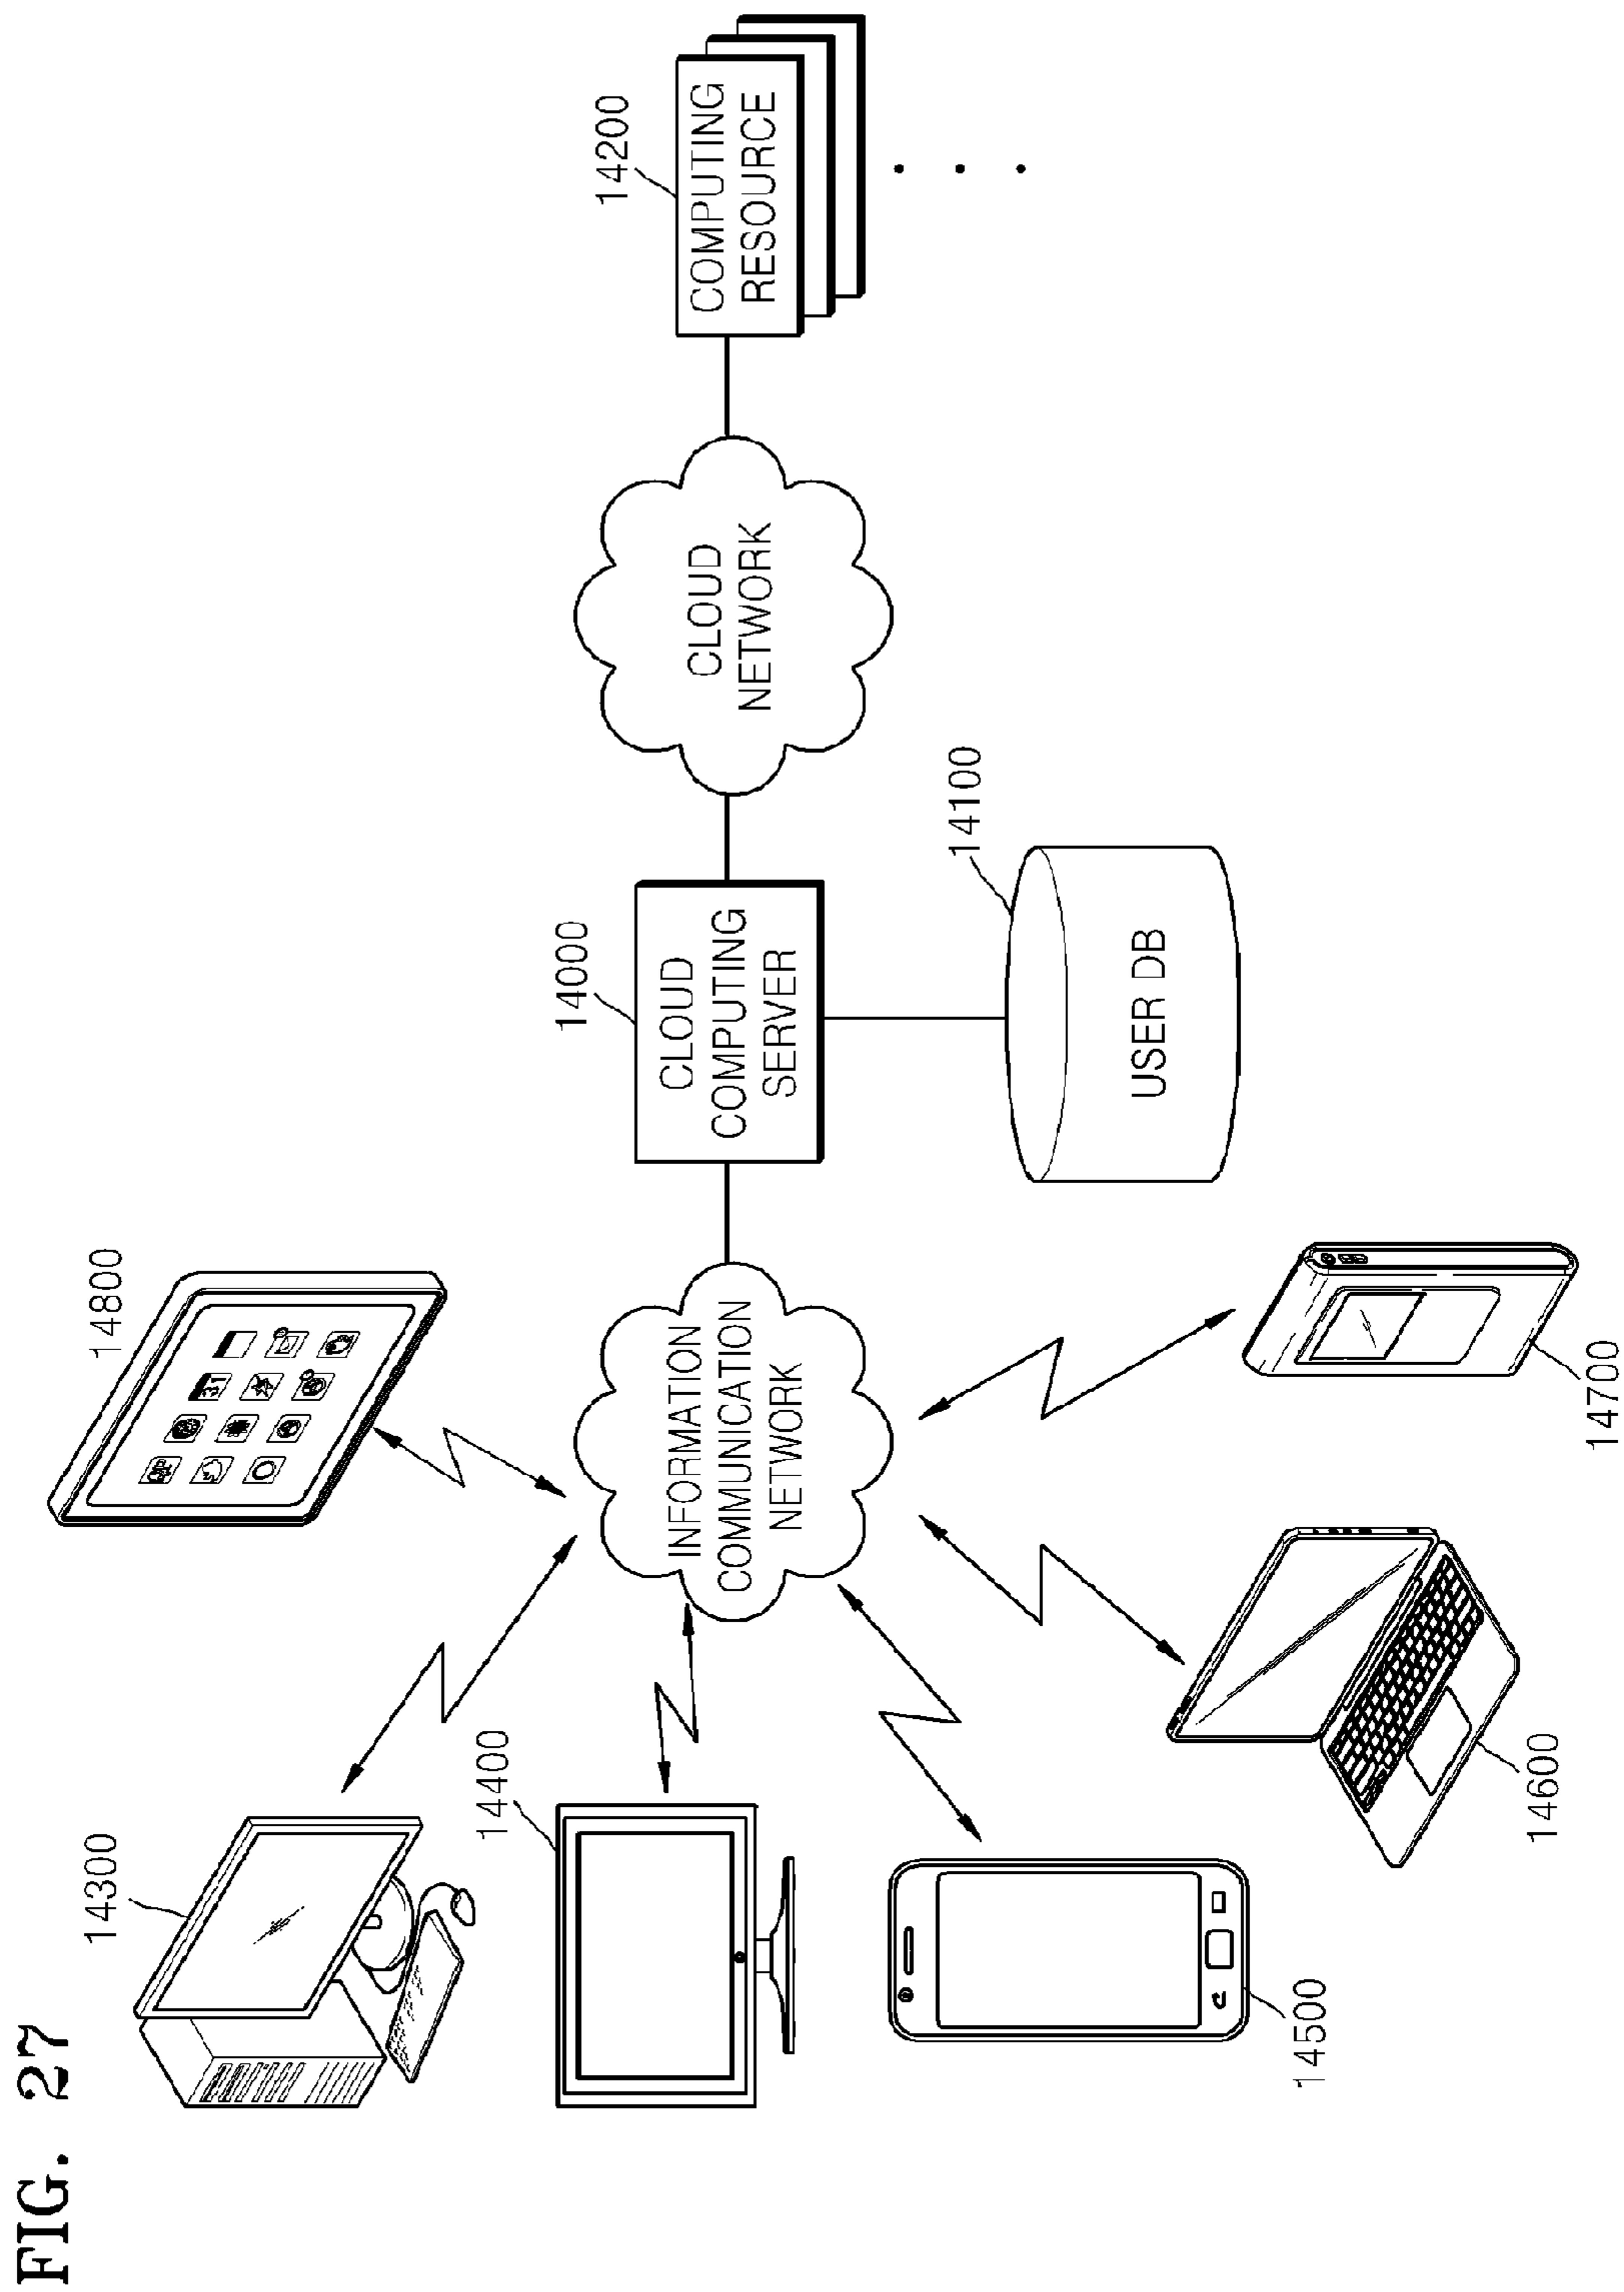 FIG. 27
14300
14800
14400
14500
14600
14700
INFORMATION
COMMUNICATION
NETWORK
14000
CLOUD
COMPUTING
SERVER
14100
USER DB
CLOUD
NETWORK
14200
COMPUTING
RESOURCE
31